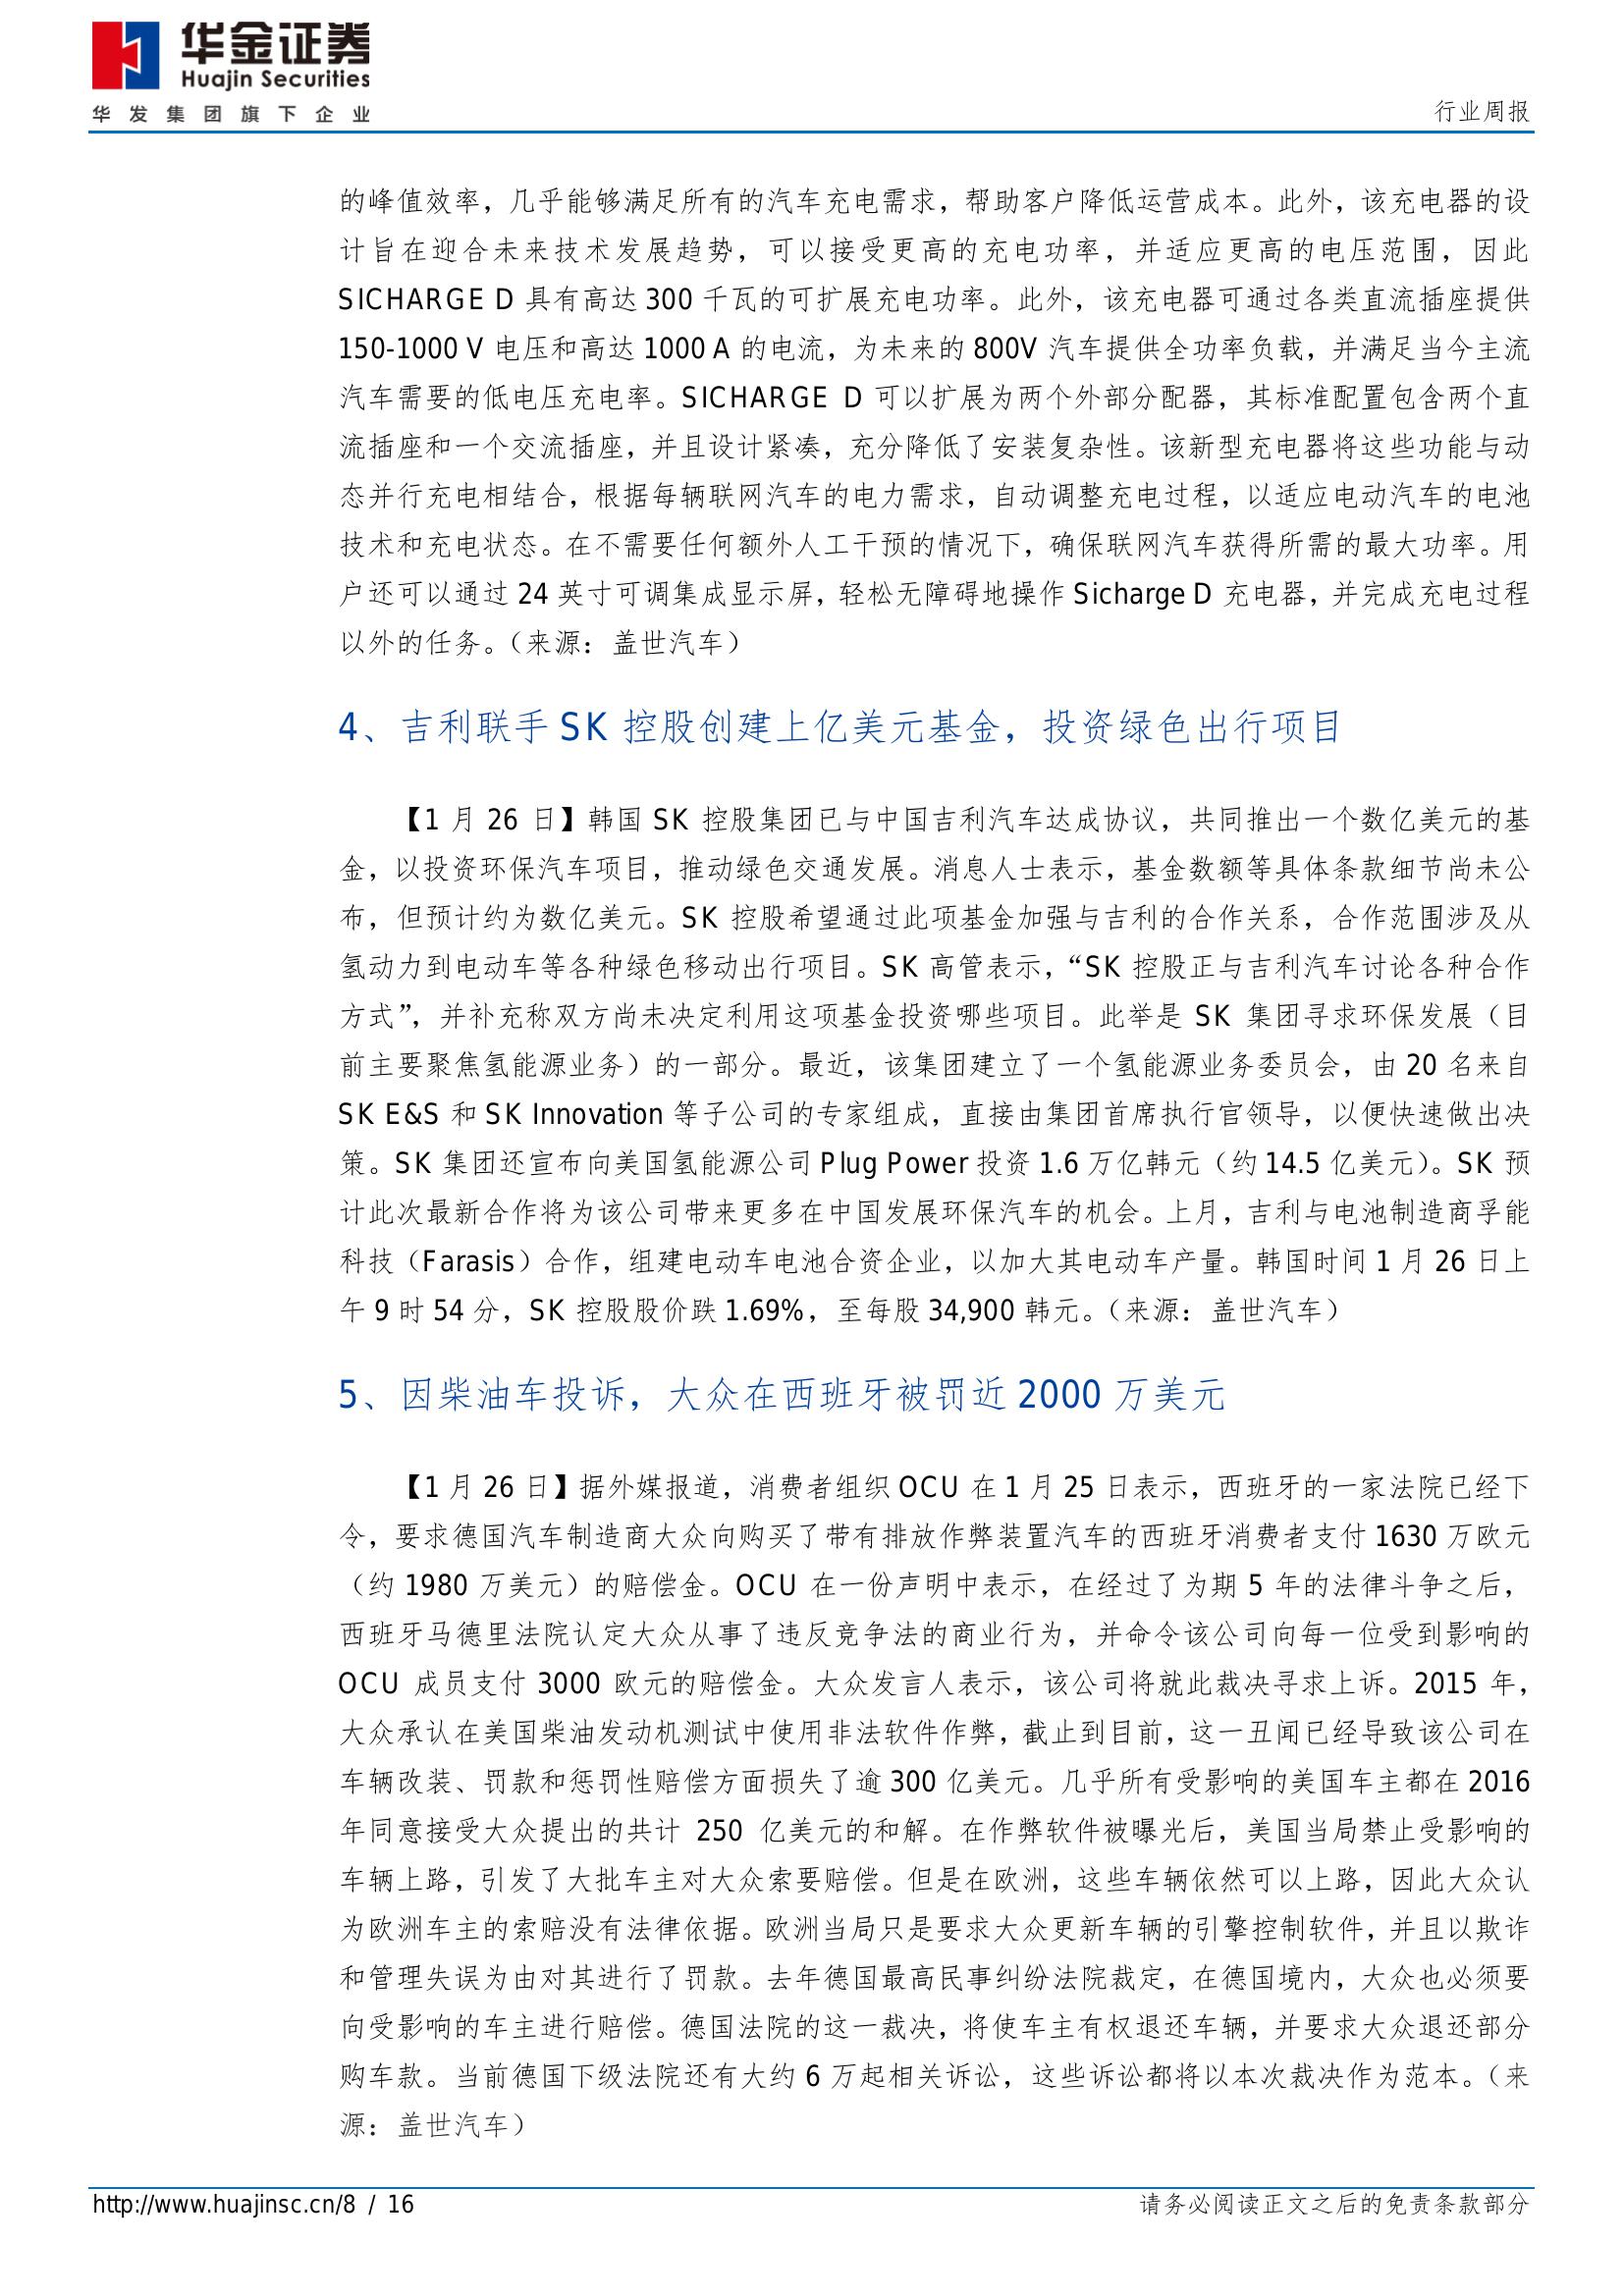 华金证券
Huajin Securities
华发集团旗下企业
行业周报
的峰值效率，几乎能够满足所有的汽车充电需求，帮助客户降低运营成本。此外，该充电器的设
计旨在迎合未来技术发展趋势，可以接受更高的充电功率，并适应更高的电压范围，因此
SICHARGE D 具有高达 300 千瓦的可扩展充电功率。此外，该充电器可通过各类直流插座提供
150-1000 V 电压和高达 1000 A 的电流，为未来的 800V 汽车提供全功率负载，并满足当今主流
汽车需要的低电压充电率。SICHARGE D 可以扩展为两个外部分配器，其标准配置包含两个直
流插座和一个交流插座，并且设计紧凑，充分降低了安装复杂性。该新型充电器将这些功能与动
态并行充电相结合，根据每辆联网汽车的电力需求，自动调整充电过程，以适应电动汽车的电池
技术和充电状态。在不需要任何额外人工干预的情况下，确保联网汽车获得所需的最大功率。用
户还可以通过 24 英寸可调集成显示屏，轻松无障碍地操作 Sicharge D 充电器，并完成充电过程
以外的任务。（来源：盖世汽车）
4、吉利联手 SK 控股创建上亿美元基金，投资绿色出行项目
【1 月 26 日】韩国 SK 控股集团已与中国吉利汽车达成协议，共同推出一个数亿美元的基
金，以投资环保汽车项目，推动绿色交通发展。消息人士表示，基金数额等具体条款细节尚未公
布，但预计约为数亿美元。SK 控股希望通过此项基金加强与吉利的合作关系，合作范围涉及从
氢动力到电动车等各种绿色移动出行项目。SK 高管表示，“SK 控股正与吉利汽车讨论各种合作
方式”，并补充称双方尚未决定利用这项基金投资哪些项目。此举是 SK 集团寻求环保发展（目
前主要聚焦氢能源业务）的一部分。最近，该集团建立了一个氢能源业务委员会，由 20 名来自
SK E&S 和 SK Innovation 等子公司的专家组成，直接由集团首席执行官领导，以便快速做出决
策。SK 集团还宣布向美国氢能源公司 Plug Power 投资 1.6 万亿韩元（约 14.5 亿美元）。SK 预
计此次最新合作将为该公司带来更多在中国发展环保汽车的机会。上月，吉利与电池制造商孚能
科技（Farasis）合作，组建电动车电池合资企业，以加大其电动车产量。韩国时间 1 月 26 日上
午 9 时 54 分，SK 控股股价跌 1.69%，至每股 34,900 韩元。（来源：盖世汽车）
5、因柴油车投诉，大众在西班牙被罚近 2000 万美元
【1 月 26 日】据外媒报道，消费者组织 OCU 在 1 月 25 日表示，西班牙的一家法院已经下
令，要求德国汽车制造商大众向购买了带有排放作弊装置汽车的西班牙消费者支付 1630 万欧元
（约 1980 万美元）的赔偿金。OCU 在一份声明中表示，在经过了为期 5 年的法律斗争之后，
西班牙马德里法院认定大众从事了违反竞争法的商业行为，并命令该公司向每一位受到影响的
OCU 成员支付 3000 欧元的赔偿金。大众发言人表示，该公司将就此裁决寻求上诉。2015 年，
大众承认在美国柴油发动机测试中使用非法软件作弊，截止到目前，这一丑闻已经导致该公司在
车辆改装、罚款和惩罚性赔偿方面损失了逾 300 亿美元。几乎所有受影响的美国车主都在 2016
年同意接受大众提出的共计 250 亿美元的和解。在作弊软件被曝光后，美国当局禁止受影响的
车辆上路，引发了大批车主对大众索要赔偿。但是在欧洲，这些车辆依然可以上路，因此大众认
为欧洲车主的索赔没有法律依据。欧洲当局只是要求大众更新车辆的引擎控制软件，并且以欺诈
和管理失误为由对其进行了罚款。去年德国最高民事纠纷法院裁定，在德国境内，大众也必须要
向受影响的车主进行赔偿。德国法院的这一裁决，将使车主有权退还车辆，并要求大众退还部分
购车款。当前德国下级法院还有大约 6 万起相关诉讼，这些诉讼都将以本次裁决作为范本。（来
源：盖世汽车）
http://www.huajinsc.cn/8 / 16
请务必阅读正文之后的免责条款部分